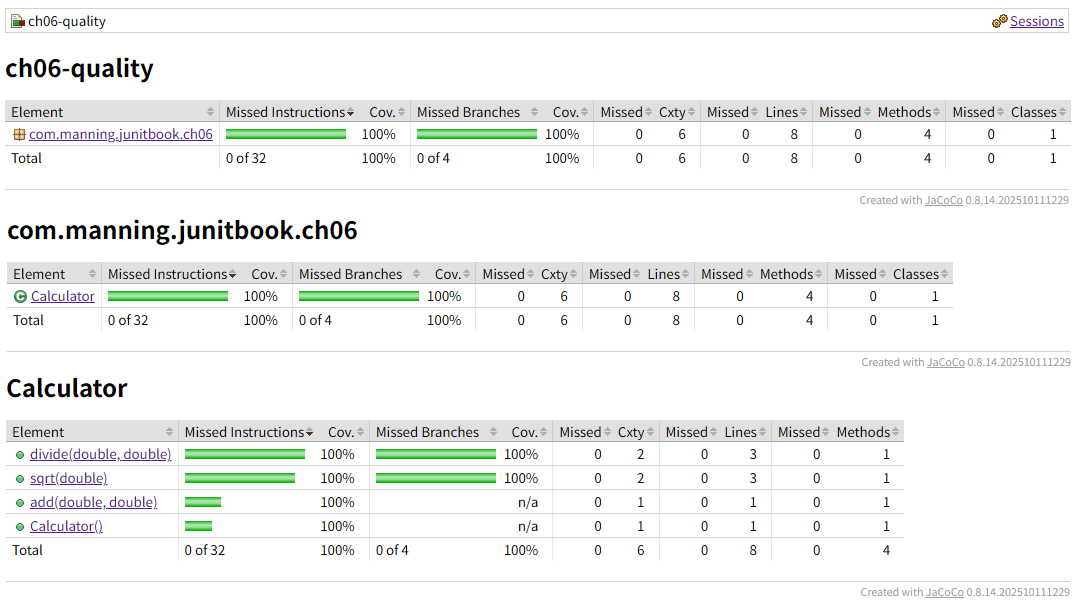 ch06-quality Sessions
ch06-quality
Element Missed Instructions Cov. Missed Branches Cov. Missed Cxty Missed Lines Missed Methods Missed Classes
com.manning.junitbook.ch06 100% 100% 0 6 0 8 0 4 0 1
Total 0 of 32 100% 0 of 4 100% 0 6 0 8 0 4 0 1
Created with JaCoCo 0.8.14.202510111229
com.manning.junitbook.ch06
Element Missed Instructions Cov. Missed Branches Cov. Missed Cxty Missed Lines Missed Methods Missed Classes
C Calculator 100% 100% 0 6 0 8 0 4 0 1
Total 0 of 32 100% 0 of 4 100% 0 6 0 8 0 4 0 1
Created with JaCoCo 0.8.14.202510111229
Calculator
Element Missed Instructions Cov. Missed Branches Cov. Missed Cxty Missed Lines Missed Methods
divide(double, double) 100% 100% 0 2 0 3 0 1
sqrt(double) 100% 100% 0 2 0 3 0 1
add(double, double) 100% n/a 0 1 0 1 0 1
Calculator() 100% n/a 0 1 0 1 0 1
Total 0 of 32 100% 0 of 4 100% 0 6 0 8 0 4
Created with JaCoCo 0.8.14.202510111229